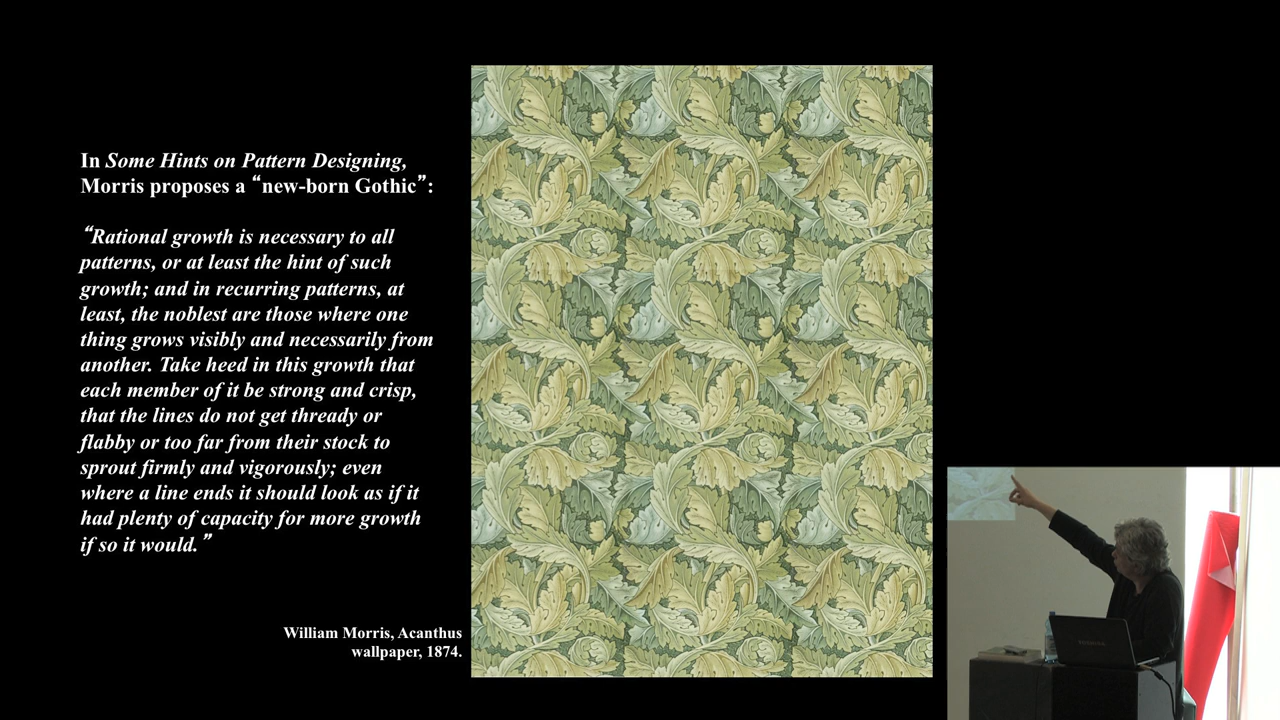 In Some Hints on Pattern Designing,
Morris proposes a “new-born Gothic”:
“Rational growth is necessary to all
patterns, or at least the hint of such
growth; and in recurring patterns, at
least, the noblest are those where one
thing grows visibly and necessarily from
another. Take heed in this growth that
each member of it be strong and crisp,
that the lines do not get thready or
flabby or too far from their stock to
sprout firmly and vigorously; even
where a line ends it should look as if it
had plenty of capacity for more growth
if so it would.”
William Morris, Acanthus
wallpaper, 1874.